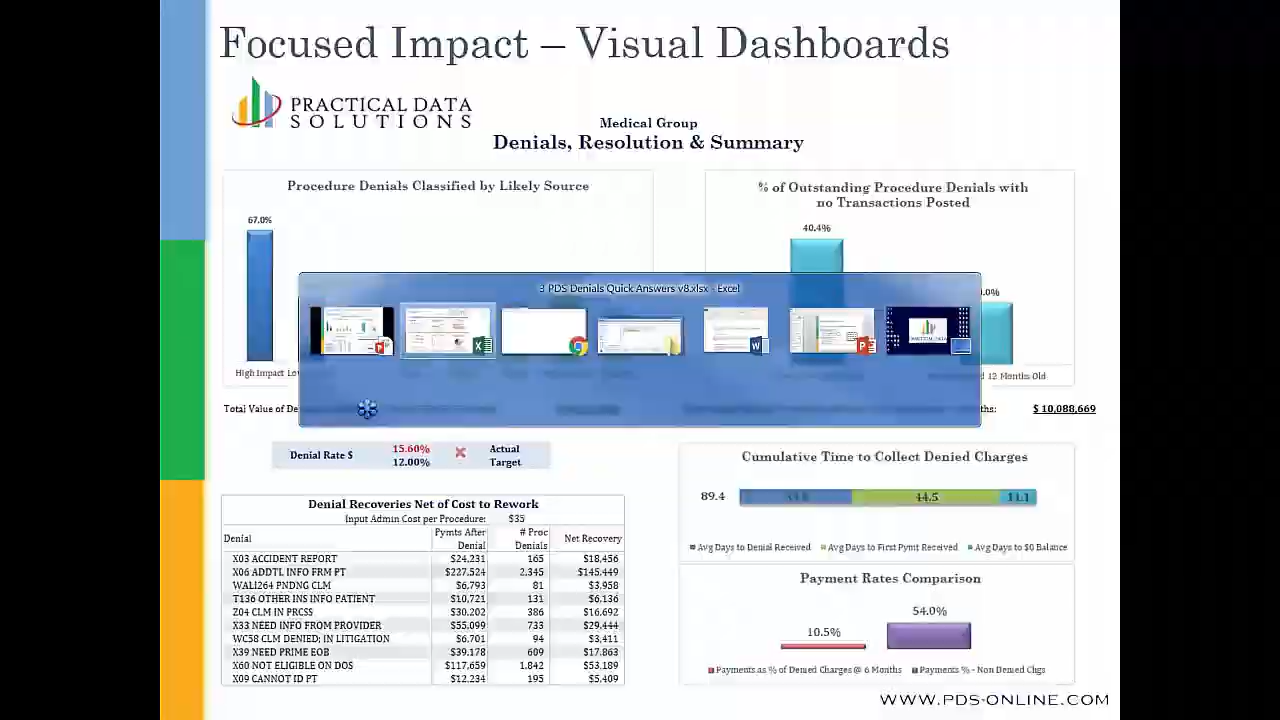 Focused Impact – Visual Dashboards
PRACTICAL DATA
SOLUTIONS
Medical Group
Denials, Resolution & Summary
Procedure Denials Classified by Likely Source
67.0%
High Impact Lo
% of Outstanding Procedure Denials with
no Transactions Posted
40.4%
.0%
12 Months Old
3 PDS Denials Quick Answers v8.xlsx - Excel
PRACTICAL DATA
Total Value of De
ths: $ 10,088,669
Denial Rate $ 15.60% Actual
12.00% Target
Denial Recoveries Net of Cost to Rework
Input Admin Cost per Procedure: $35
Denial Pymts After Denial # Proc Denials Net Recovery
X03 ACCIDENT REPORT $24,231 165 $18,456
X06 ADDTL INFO FRM PT $227,524 2,345 $145,449
WALI264 PNDNG CLM $6,793 81 $3,958
T136 OTHER INS INFO PATIENT $10,721 131 $6,136
Z04 CLM IN PRCSS $30,202 386 $16,692
X33 NEED INFO FROM PROVIDER $55,099 733 $29,444
WC58 CLM DENIED; IN LITIGATION $6,701 94 $3,411
X39 NEED PRIME EOB $39,178 609 $17,863
X60 NOT ELIGIBLE ON DOS $117,659 1,842 $53,189
X09 CANNOT ID PT $12,234 195 $5,409
Cumulative Time to Collect Denied Charges
89.4 44.5 11.1
Avg Days to Denial Received Avg Days to First Pymt Received Avg Days to $0 Balance
Payment Rates Comparison
10.5% 54.0%
Payments as % of Denied Charges @ 6 Months Payments % - Non Denied Chgs
WWW.PDS-ONLINE.COM